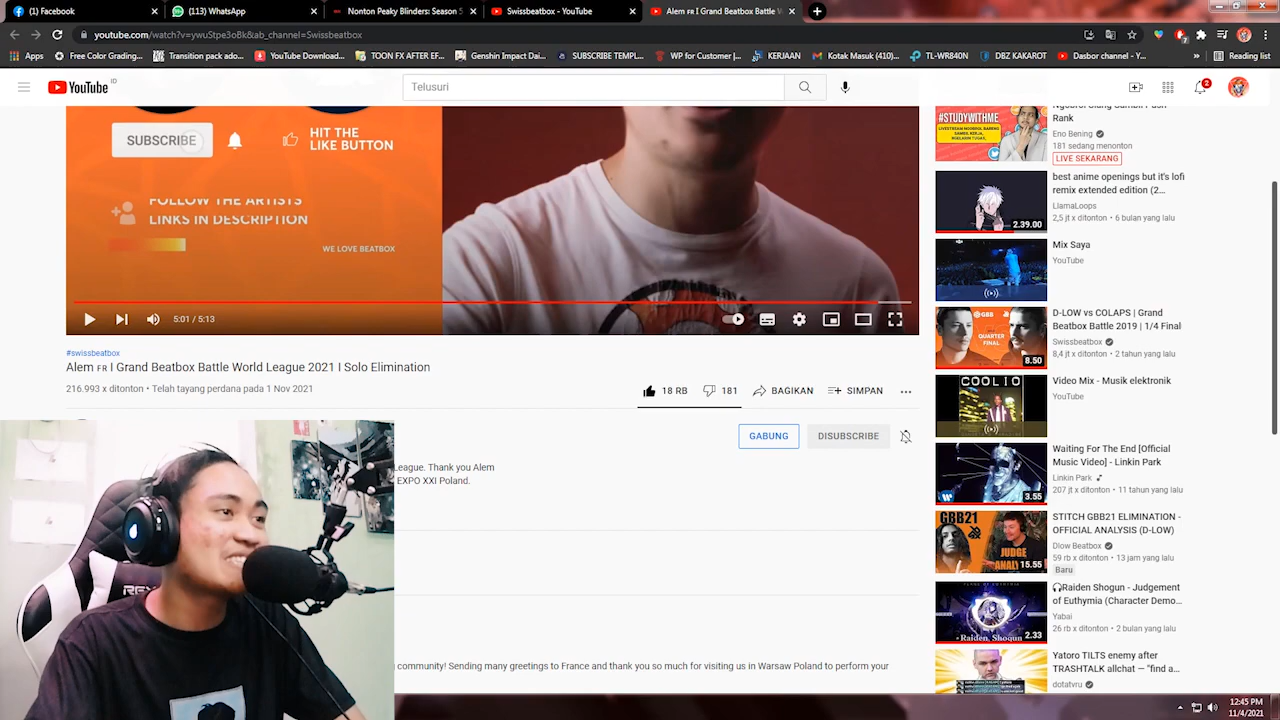 (1) Facebook
(113) WhatsApp
Nonton Peaky Blinders: Season 5
Swissbeatbox - YouTube
Alem FR I Grand Beatbox Battle W
youtube.com/watch?v=ywuStpe3oBk&ab_channel=Swissbeatbox
Apps
Free Color Grading...
Transition paling ad...
YouTube Download...
TOONY Premiere Pr...
Genshin Impact Da...
SUBSCRIBE TEMPL...
WP for Custom |...
KERJAAN
Kotak Masuk (410)...
TL-WR840N
DBZ KAKAROT
Dasbor channel - Y...
»
Reading list
YouTube ID
Telusuri
2
SUBSCRIBE
HIT THE
LIKE BUTTON
FOLLOW THE ARTISTS
LINKS IN DESCRIPTION
WE LOVE BEATBOX
5:01 / 5:13
#swissbeatbox
Alem FR I Grand Beatbox Battle World League 2021 I Solo Elimination
216.993 x ditonton • Telah tayang perdana pada 1 Nov 2021
18 RB
181
BAGIKAN
SIMPAN
GABUNG
DISUBSCRIBE
League. Thank you Alem
EXPO XXI Poland.
community! Sending many greetings to France and thank you so much for visiting us in Warsaw Poland to perform your
#STUDYWITHME
Rank
Eno Bening
181 sedang menonton
LIVE SEKARANG
2.39.00
best anime openings but it's lofi
remix extended edition (2...
LlamaLoops
2,5 jt x ditonton • 6 bulan yang lalu
Mix Saya
YouTube
GBB
QUARTER
FINAL
8.50
D-LOW vs COLAPS | Grand
Beatbox Battle 2019 | 1/4 Final
Swissbeatbox
8,4 jt x ditonton • 2 tahun yang lalu
COOLIO
Video Mix - Musik elektronik
YouTube
3.55
Waiting For The End [Official
Music Video] - Linkin Park
Linkin Park
207 jt x ditonton • 11 tahun yang lalu
GBB21
JUDGE
15.55
STITCH GBB21 ELIMINATION -
OFFICIAL ANALYSIS (D-LOW)
Dlow Beatbox
59 rb x ditonton • 13 jam yang lalu
Baru
- Raiden, Shogun
2.33
Raiden Shogun - Judgement
of Euthymia (Character Demo...
Yabai
26 rb x ditonton • 2 bulan yang lalu
Yatoro TILTS enemy after
TRASHTALK allchat — "find a...
dotatvru
12:45 PM
11/4/2021